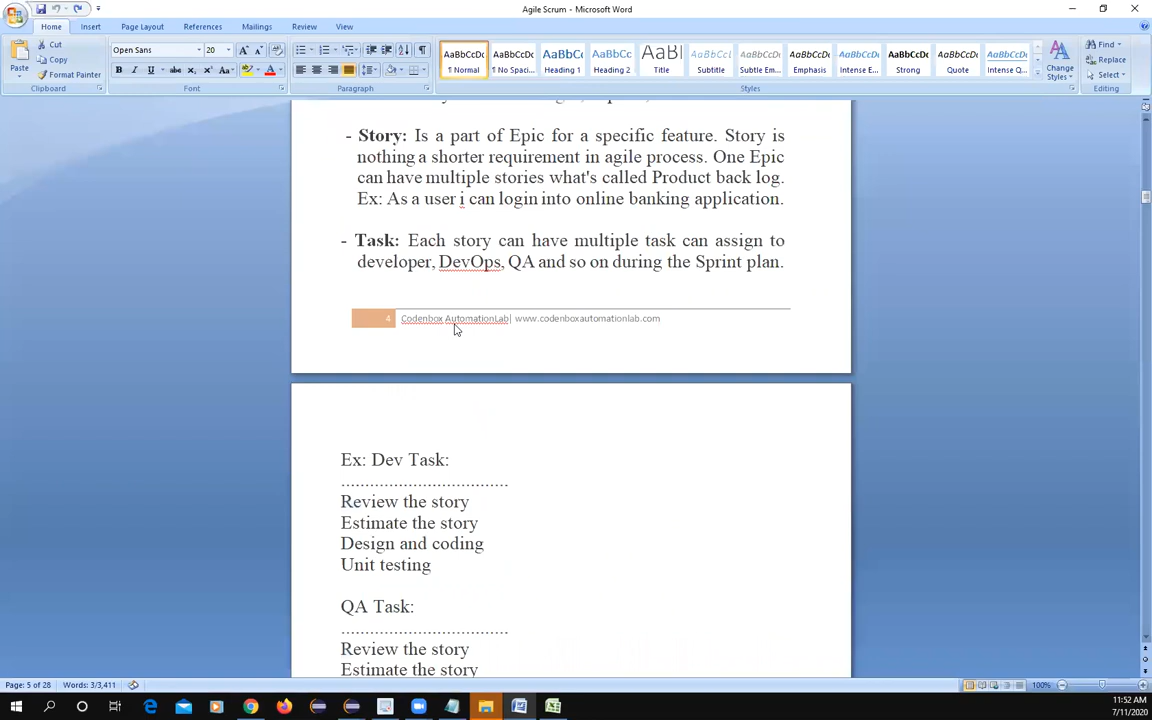 Agile Scrum - Microsoft Word
Home Insert Page Layout References Mailings Review View
Paste
Cut
Copy
Format Painter
Clipboard
Open Sans 20
Font
Paragraph
AaBbCcDc AaBbCcDc AaBbC AaBbCc AaBb AaBbCcL AaBbCcDc AaBbCcDc AaBbCcDc AaBbCcDc AaBbCcDc AaBbCcDc
¶ Normal ¶ No Spaci... Heading 1 Heading 2 Title Subtitle Subtle Em... Emphasis Intense E... Strong Quote Intense Q...
Styles
Change Styles
Find
Replace
Select
Editing
- Story: Is a part of Epic for a specific feature. Story is
nothing a shorter requirement in agile process. One Epic
can have multiple stories what's called Product back log.
Ex: As a user i can login into online banking application.
- Task: Each story can have multiple task can assign to
developer, DevOps, QA and so on during the Sprint plan.
4 Codenbox AutomationLab| www.codenboxautomationlab.com
Ex: Dev Task:
..................................
Review the story
Estimate the story
Design and coding
Unit testing
QA Task:
..................................
Review the story
Estimate the story
Page: 5 of 28 Words: 3/3,411
100%
11:52 AM
7/11/2020